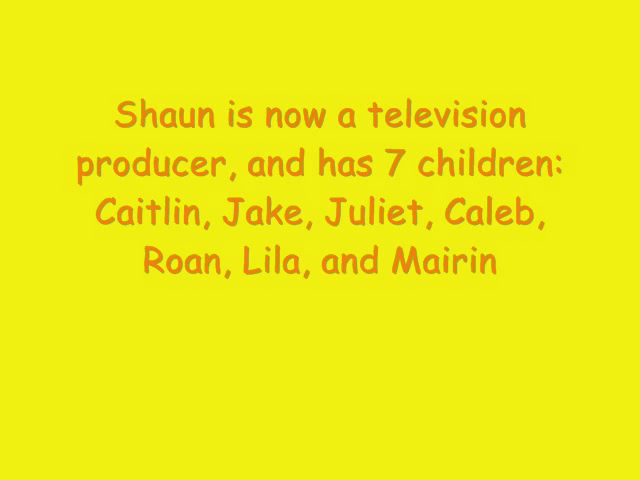 Shaun is now a television
producer, and has 7 children:
Caitlin, Jake, Juliet, Caleb,
Roan, Lila, and Mairin